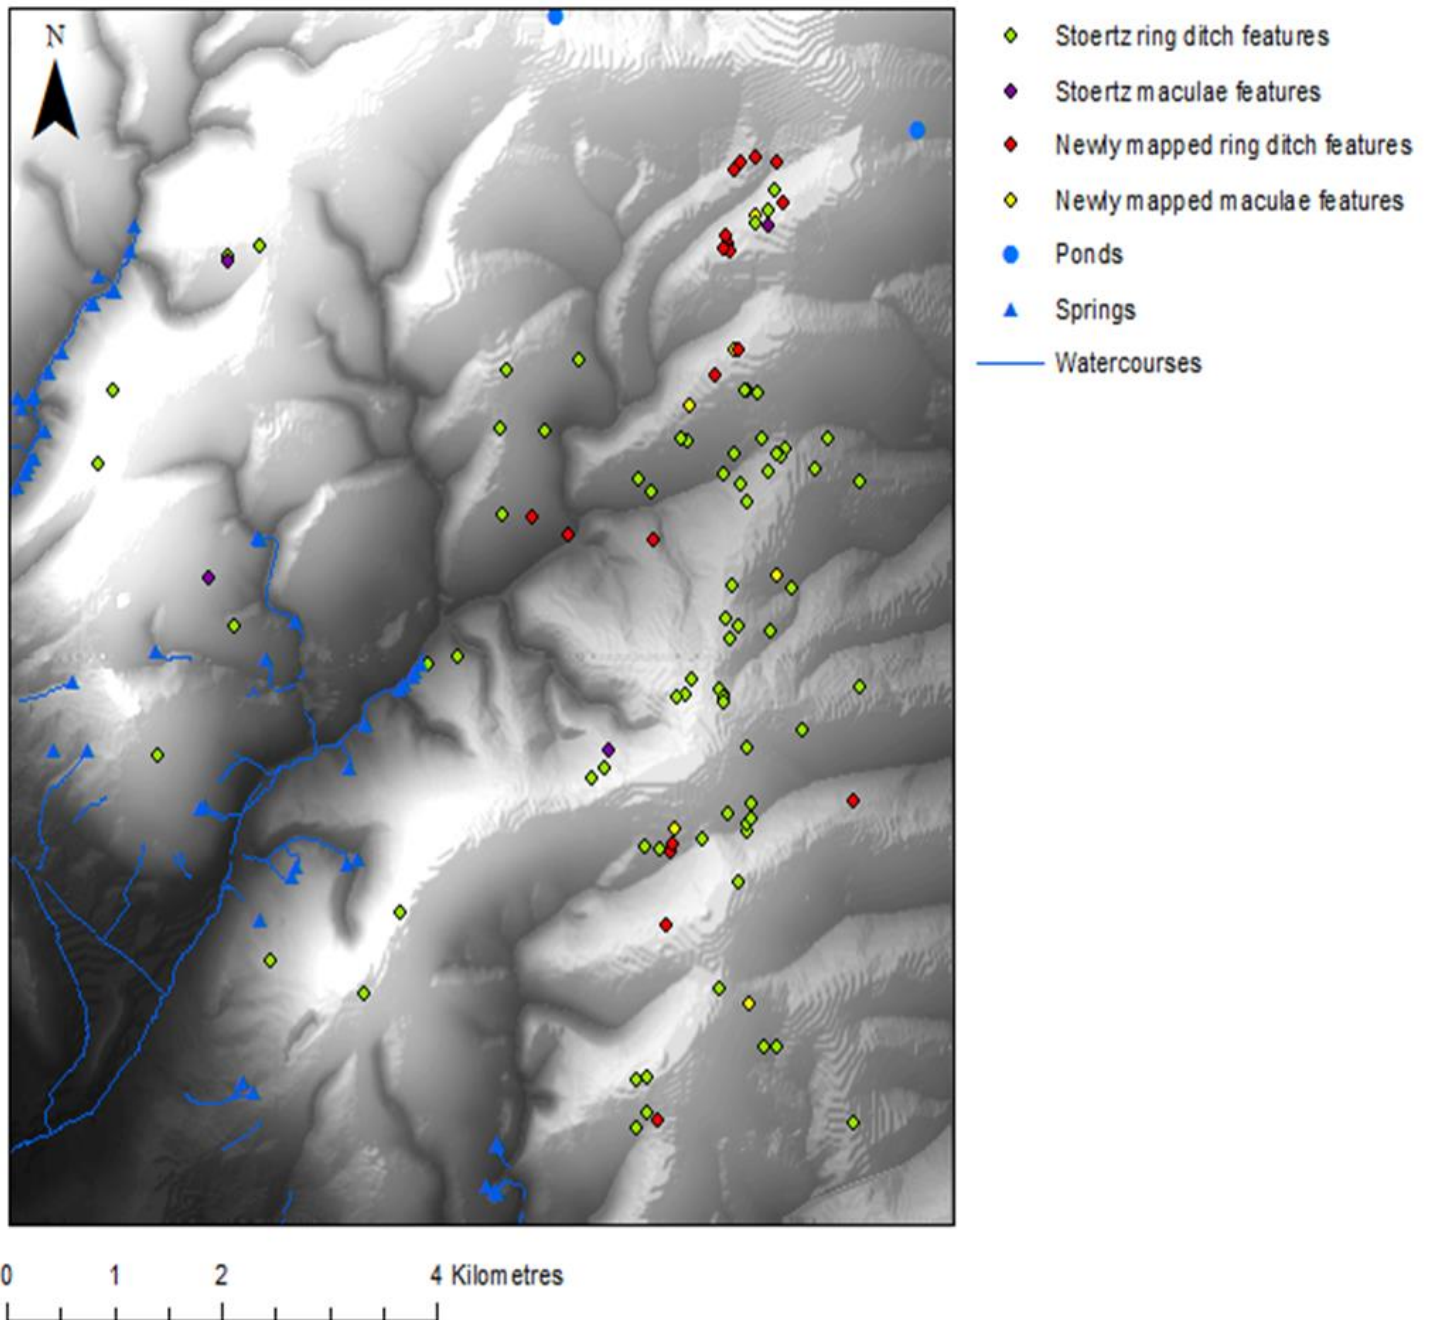 N
Stoertz ring ditch features
Stoertz maculae features
Newly mapped ring ditch features
Newly mapped maculae features
Ponds
Springs
Watercourses
0 1 2 4 Kilometres